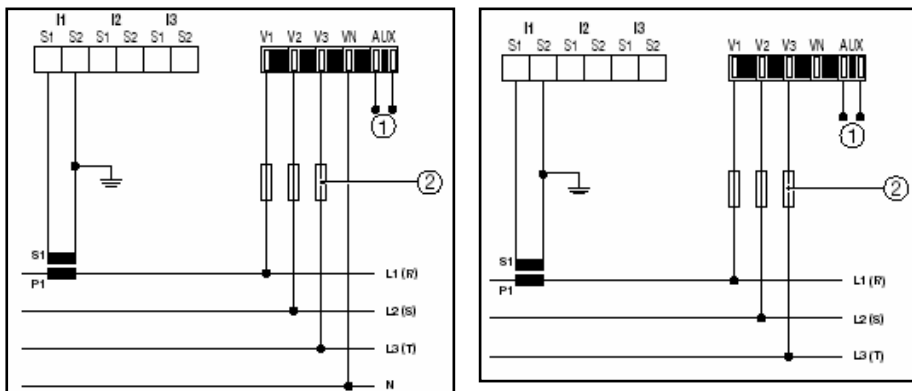 I1 I2 I3
S1 S2 S1 S2 S1 S2
V1 V2 V3 VN AUX
1
2
S1
P1
L1 (R)
L2 (S)
L3 (T)
N
I1 I2 I3
S1 S2 S1 S2 S1 S2
V1 V2 V3 VN AUX
1
2
S1
P1
L1 (R)
L2 (S)
L3 (T)